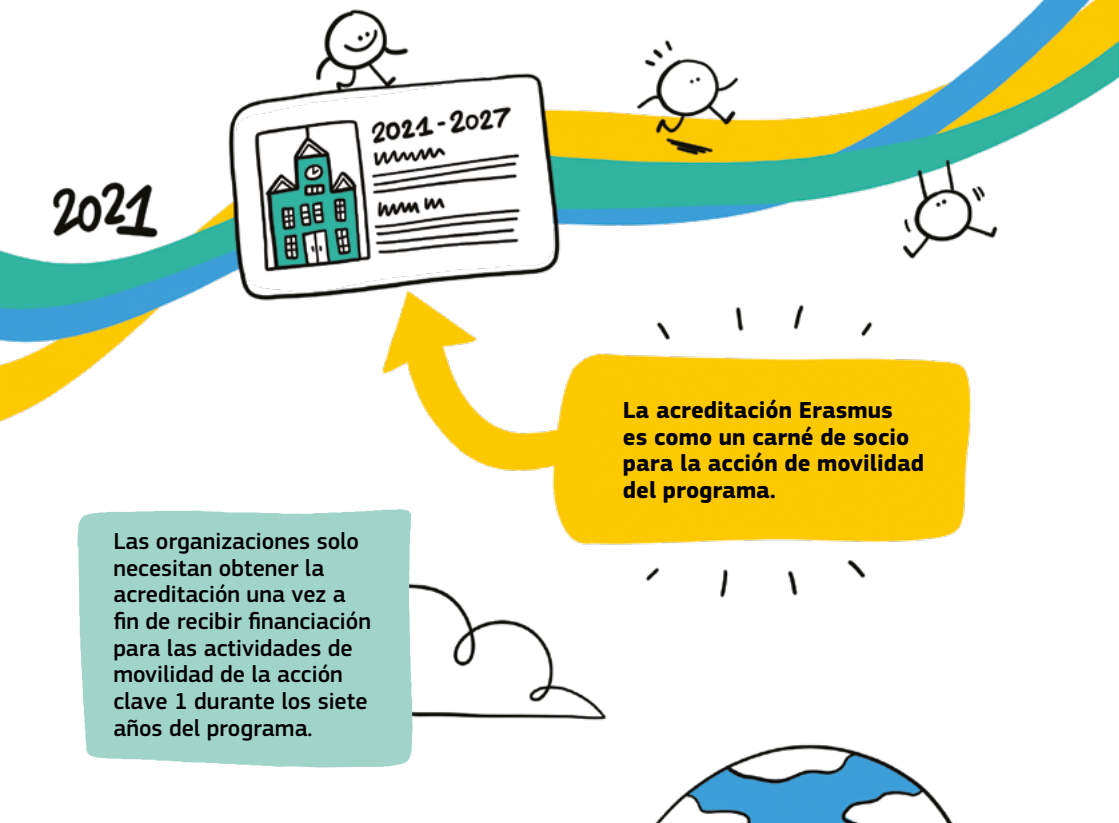 2021-2027
2021
La acreditación Erasmus
es como un carné de socio
para la acción de movilidad
del programa.
Las organizaciones solo
necesitan obtener la
acreditación una vez a
fin de recibir financiación
para las actividades de
movilidad de la acción
clave 1 durante los siete
años del programa.